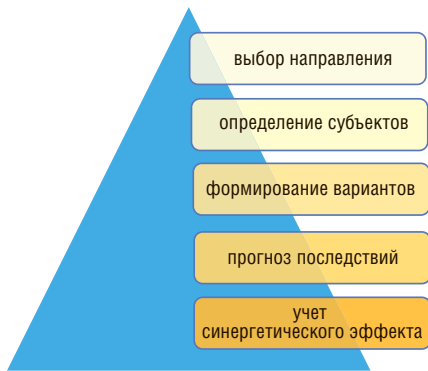 выбор направления
определение субъектов
формирование вариантов
прогноз последствий
учет
синергетического эффекта